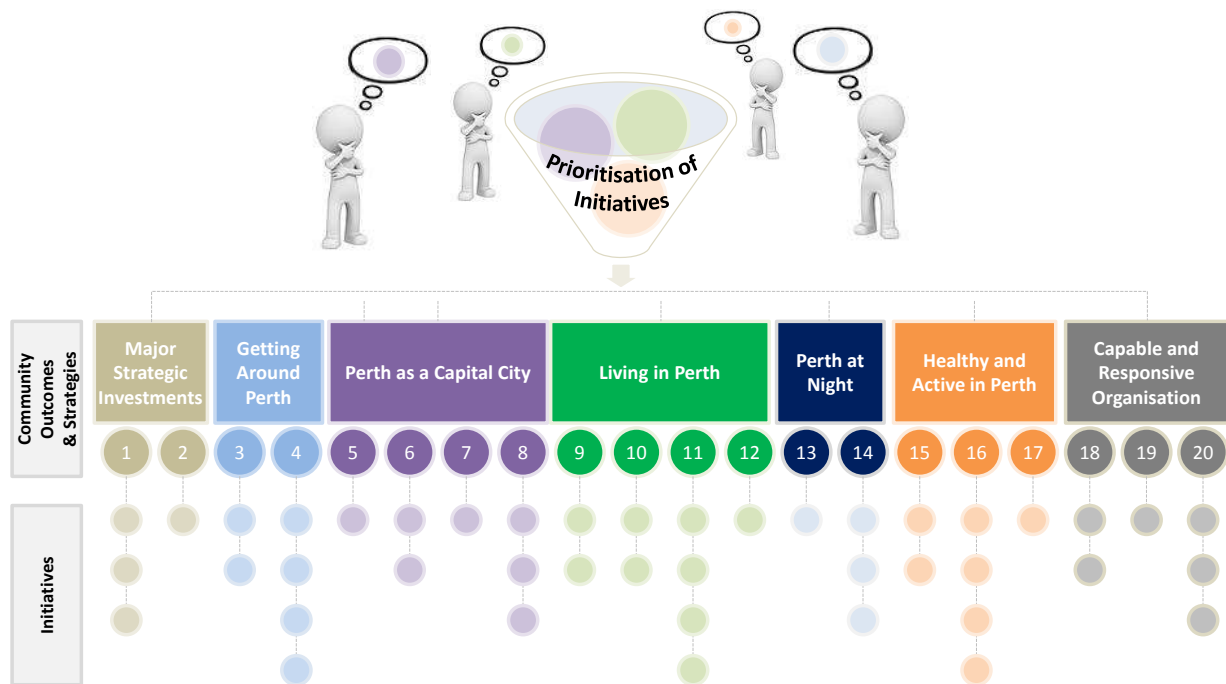 Prioritisation of
Initiatives
Community
Outcomes
& Strategies
Major
Strategic
Investments
Getting
Around
Perth
Perth as a Capital City
Living in Perth
Perth at
Night
Healthy and
Active in Perth
Capable and
Responsive
Organisation
1 2 3 4 5 6 7 8 9 10 11 12 13 14 15 16 17 18 19 20
Initiatives